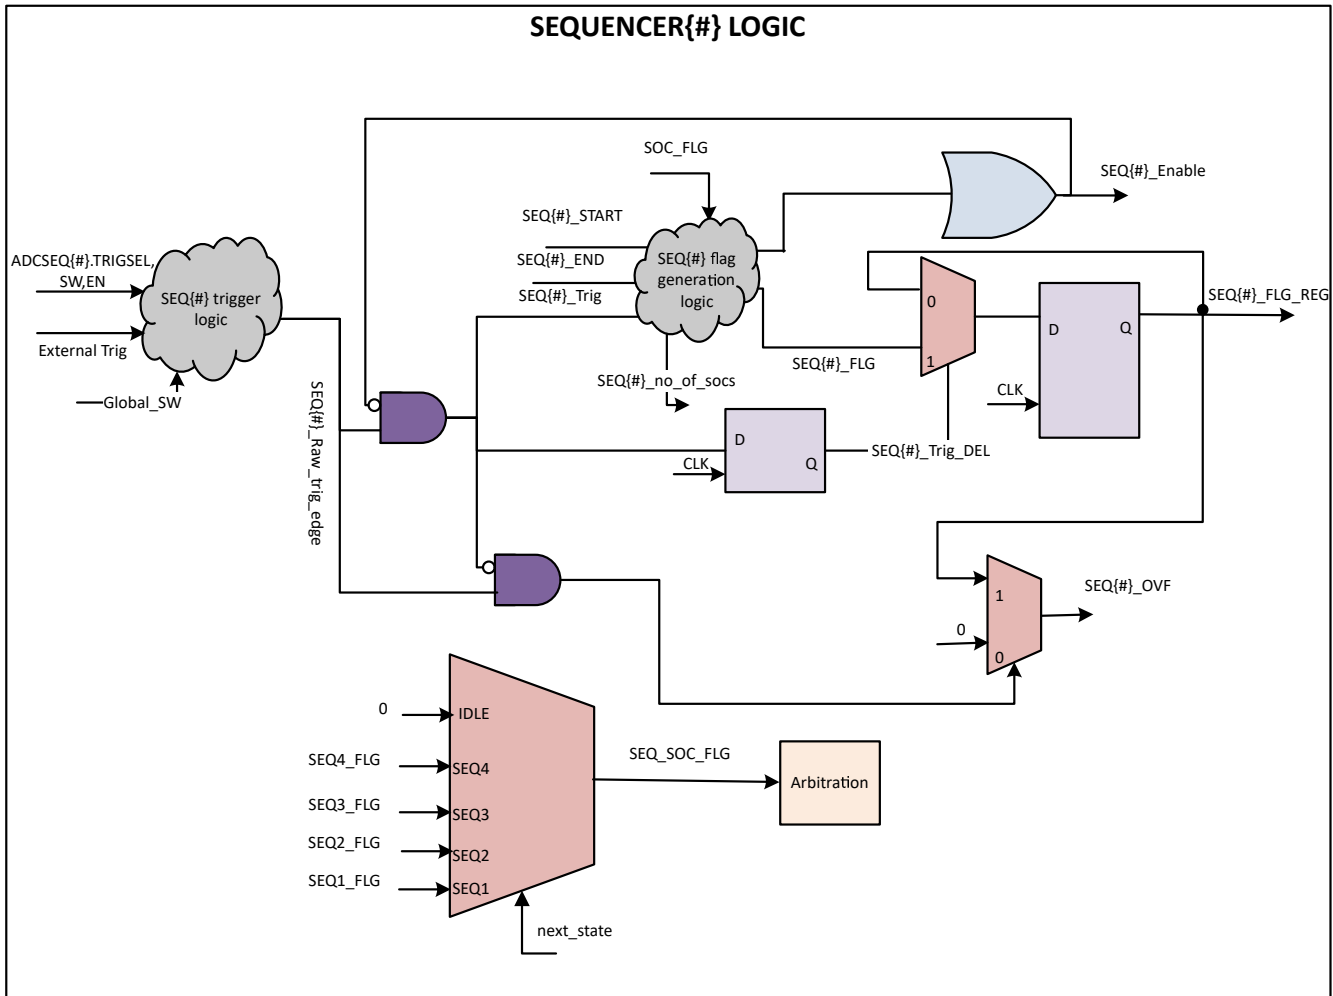 SEQUENCER{#} LOGIC
SOC_FLG
SEQ{#}_Enable
SEQ{#}_START
ADCSEQ{#}.TRIGSEL,
SW,EN
SEQ{#}_END
SEQ{#} flag
generation
logic
SEQ{#}_Trig
SEQ{#} trigger
logic
0
SEQ{#}_FLG_REG
D
Q
External Trig
1
SEQ{#}_FLG
SEQ{#}_no_of_socs
CLK
Global_SW
SEQ{#}_Raw_trig_edge
D
Q
CLK
SEQ{#}_Trig_DEL
SEQ{#}_OVF
1
0
0
0
IDLE
SEQ4_FLG
SEQ4
SEQ_SOC_FLG
Arbitration
SEQ3_FLG
SEQ3
SEQ2_FLG
SEQ2
SEQ1_FLG
SEQ1
next_state